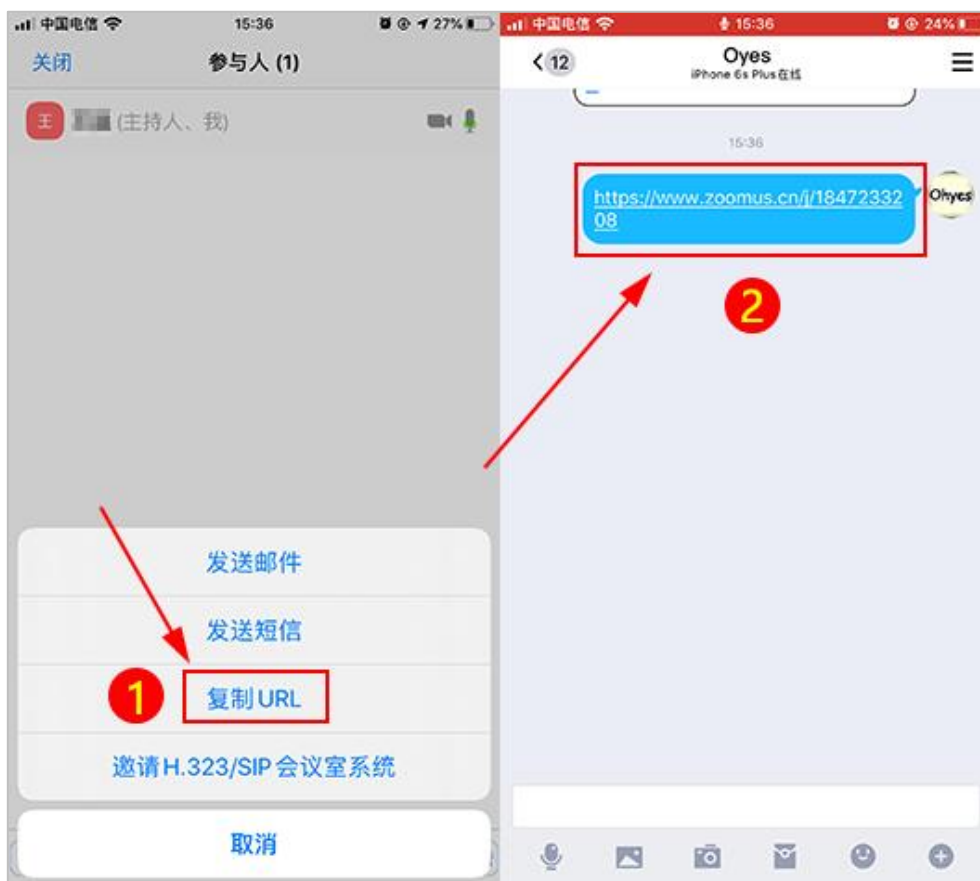 中国电信
15:36
27%
关闭
参与人 (1)
王
(主持人、我)
发送邮件
发送短信
1
复制URL
邀请H.323/SIP会议室系统
取消
中国电信
15:36
24%
12
Oyes
iPhone 6s Plus在线
15:36
https://www.zoomus.cn/j/18472332
08
Ohyes
2